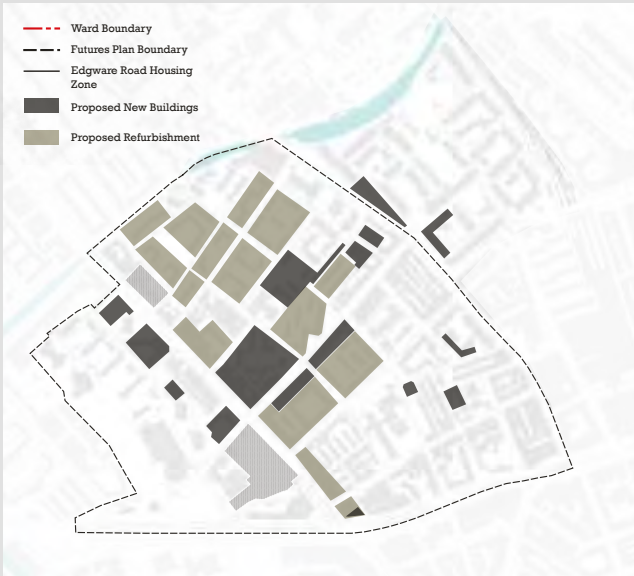 Ward Boundary
Futures Plan Boundary
Edgware Road Housing
Zone
Proposed New Buildings
Proposed Refurbishment